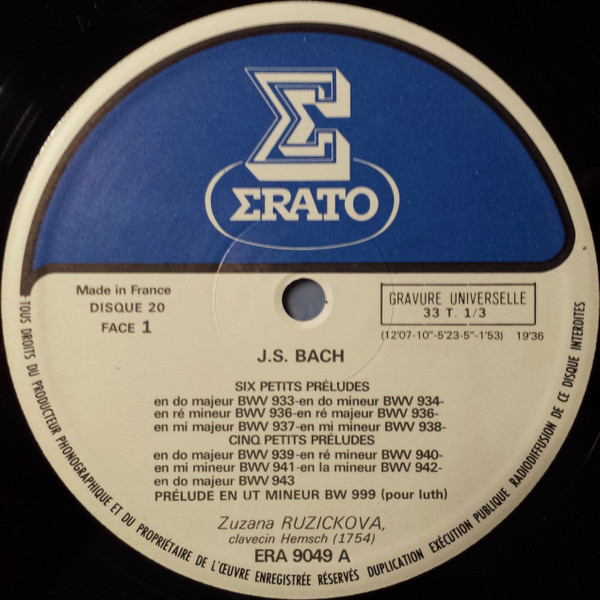 ΣRATO
Made in France
DISQUE 20
FACE 1
GRAVURE UNIVERSELLE
33 T. 1/3
(12'07-10"-5'23-5"-1'53) 19'36
J.S. BACH
SIX PETITS PRÉLUDES
en do majeur BWV 933-en do mineur BWV 934-
en ré mineur BWV 936-en ré majeur BWV 936-
en mi majeur BWV 937-en mi mineur BWV 938-
CINQ PETITS PRÉLUDES
en do majeur BWV 939-en ré mineur BWV 940-
en mi mineur BWV 941-en la mineur BWV 942-
en do majeur BWV 943
PRÉLUDE EN UT MINEUR BW 999 (pour luth)
Zuzana RUZICKOVA,
clavecin Hemsch (1754)
ERA 9049 A
TOUS DROITS DU PRODUCTEUR PHONOGRAPHIQUE ET DU PROPRIÉTAIRE DE L'ŒUVRE ENREGISTRÉE RÉSERVÉS DUPLICATION EXÉCUTION PUBLIQUE RADIODIFFUSION DE CE DISQUE INTERDITES